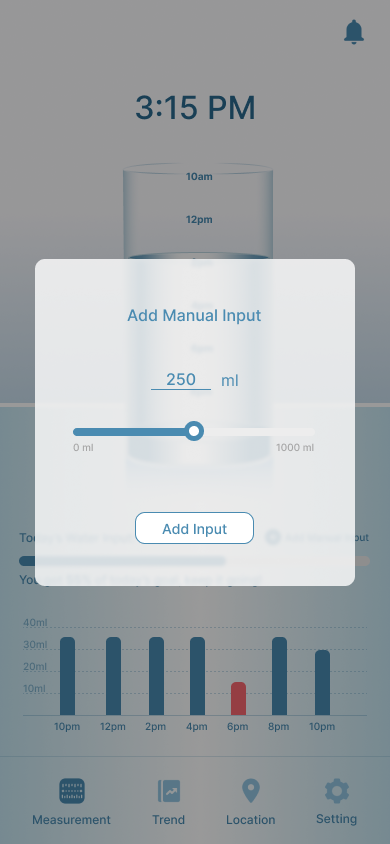 3:15 PM
10am
12pm
Add Manual Input
250 ml
0 ml 1000 ml
Add Input
40ml
30ml
20ml
10ml
10pm 12pm 2pm 4pm 6pm 8pm 10pm
Measurement Trend Location Setting